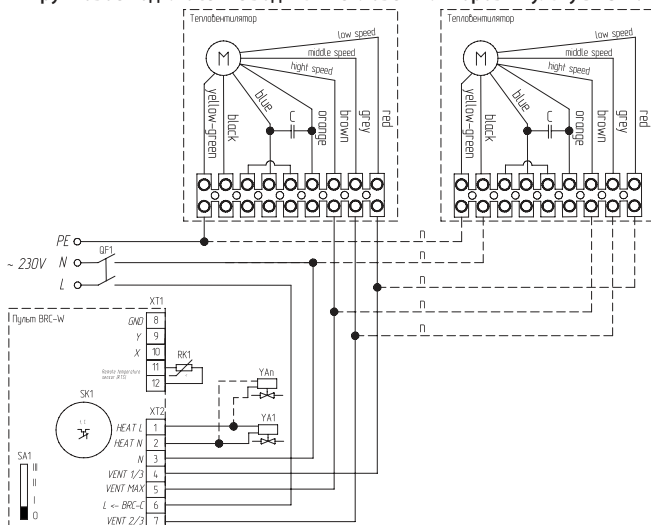 Тепловентилятор
M
low speed
middle speed
hight speed
yellow-green
black
blue
C
orange
brown
grey
red
Тепловентилятор
M
low speed
middle speed
hight speed
yellow-green
black
blue
C
orange
brown
grey
red
PE
~ 230V
N
L
QF1
n
n
n
n
Пульт BRC-W
XT1
GND 8
Y 9
X 10
Remote temperature 11
12
RK1
SK1
SA1
III
II
I
0
XT2
HEAT L 1
HEAT N 2
N 3
VENT 1/3 4
VENT MAX 5
L <- BRC-C 6
VENT 2/3 7
YAn
YA1